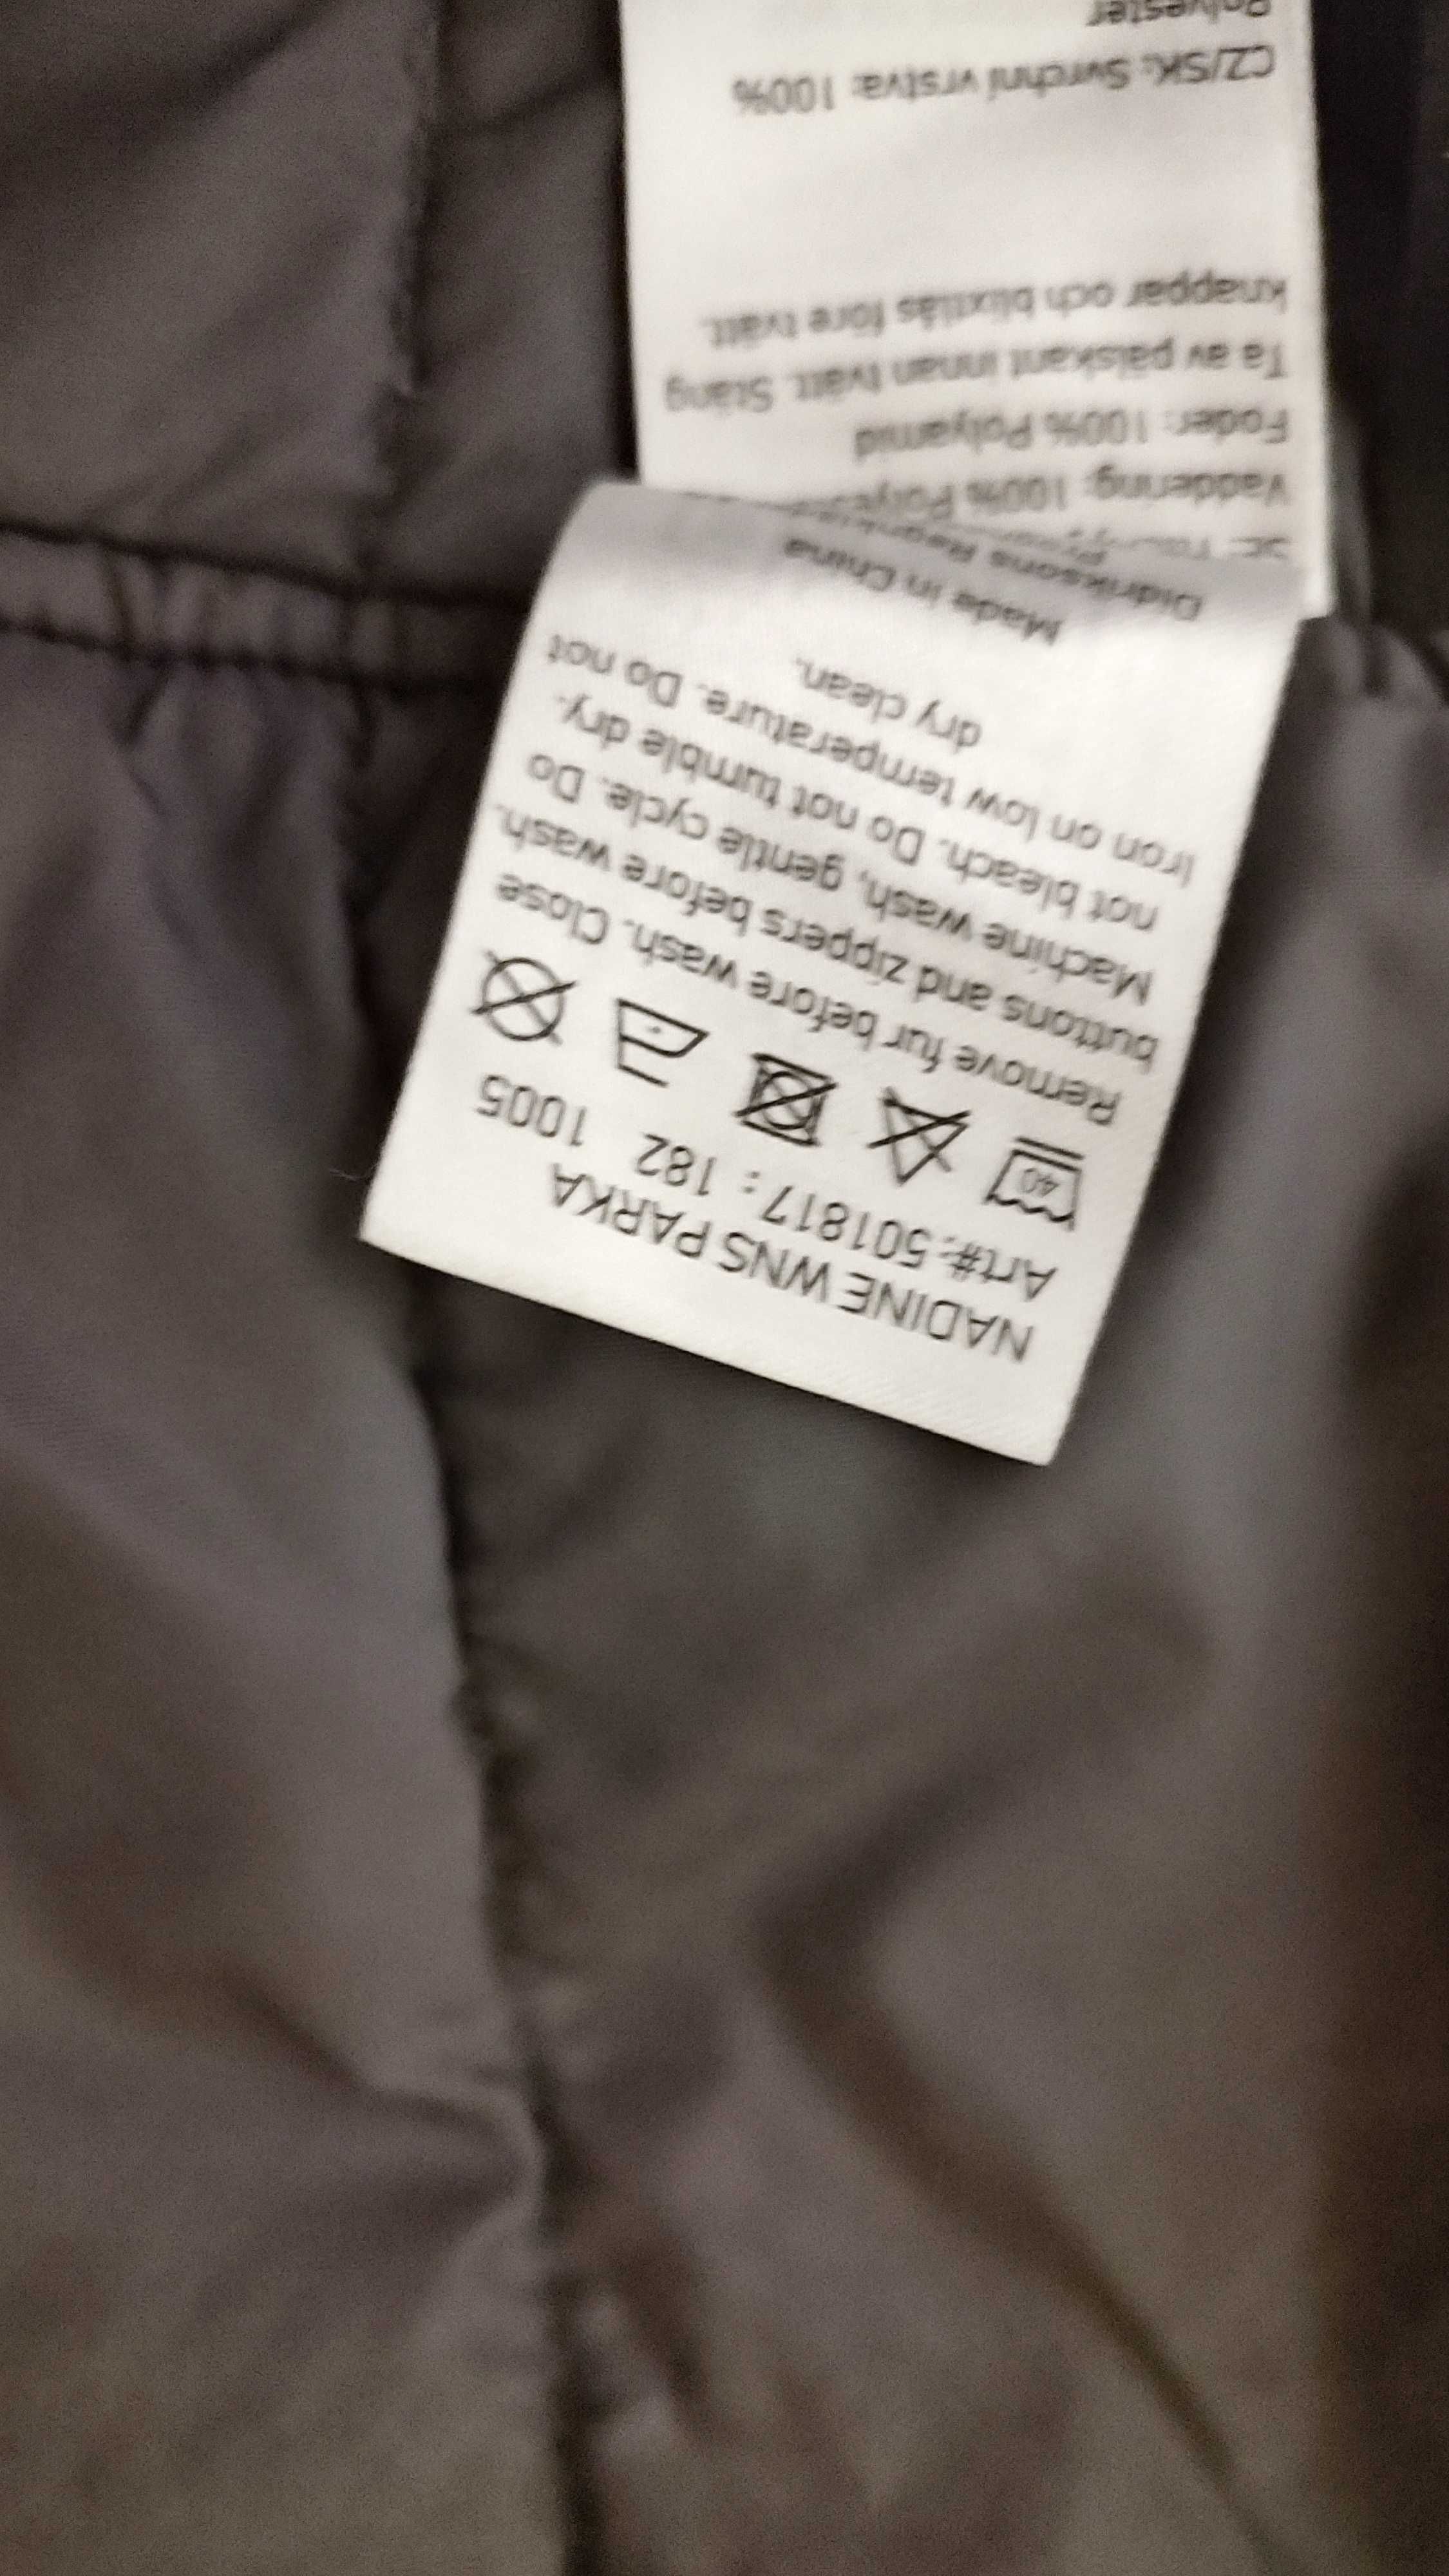 NADINE WNS PARKA
Art#:501817: 182 1005
40
Remove fur before wash. Close
buttons and zippers before wash.
Machine wash, gentle cycle. Do
not bleach. Do not tumble dry.
Iron on low temperature. Do not
dry clean.
Made in China
Didriksons
SE:
Vaddering: 100%
Foder: 100% Polyamid
Ta av pälskant innan tvätt. Stäng
knappar och blixtlås före tvätt.
CZ/SK: Svrchní vrstva: 100%
Polyester